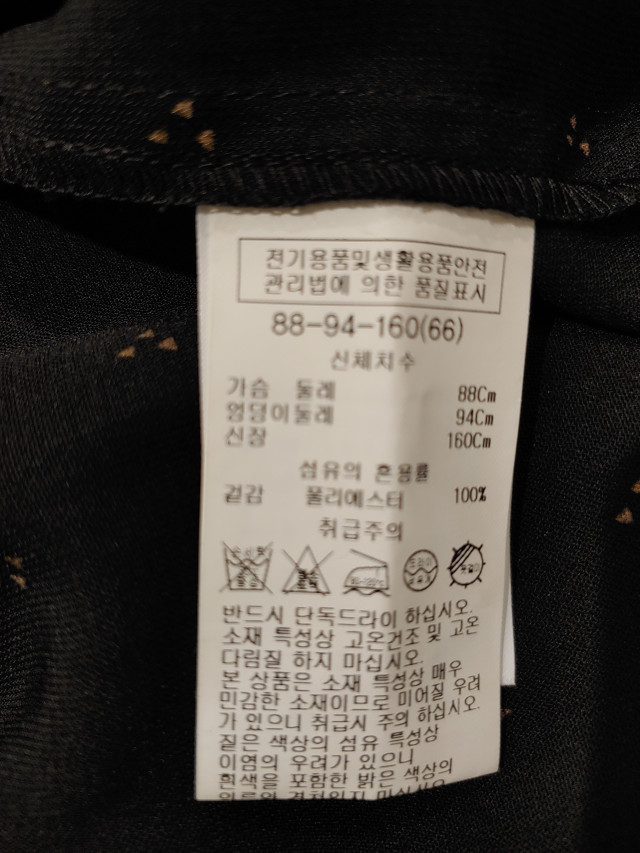 전기용품및생활용품안전
관리법에 의한 품질표시
88-94-160(66)
신체치수
가슴 둘레 88Cm
엉덩이둘레 94Cm
신장 160Cm
섬유의 혼용률
겉감 폴리에스터 100%
취급주의
반드시 단독드라이 하십시오.
소재 특성상 고온건조 및 고온
다림질 하지 마십시오.
본 상품은 소재 특성상 매우
민감한 소재이므로 미어질 우려
가 있으니 취급시 주의 하십시오.
짙은 색상의 섬유 특성상
이염의 우려가 있으니
흰색을 포함한 밝은 색상의